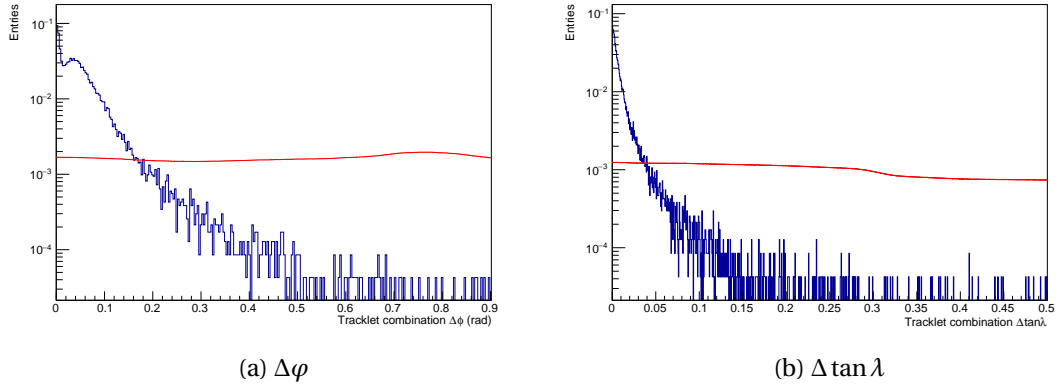 Entries
10⁻¹
10⁻²
10⁻³
10⁻⁴
0 0.1 0.2 0.3 0.4 0.5 0.6 0.7 0.8 0.9
Tracklet combination Δϕ (rad)
(a) Δφ
Entries
10⁻¹
10⁻²
10⁻³
10⁻⁴
0 0.05 0.1 0.15 0.2 0.25 0.3 0.35 0.4 0.45 0.5
Tracklet combination Δtanλ
(b) Δ tan λ